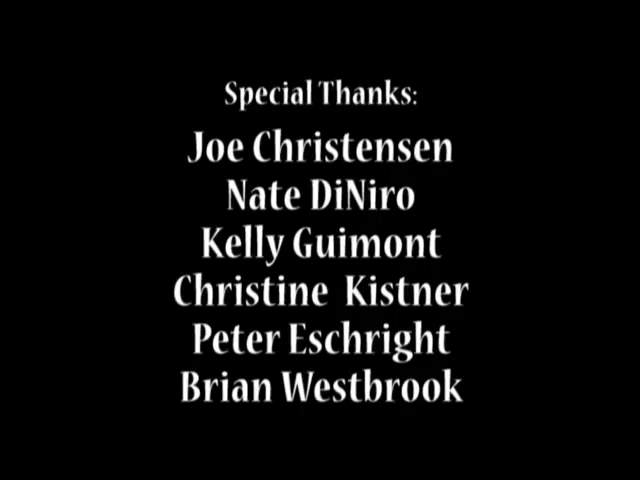 Special Thanks:
Joe Christensen
Nate DiNiro
Kelly Guimont
Christine Kistner
Peter Eschright
Brian Westbrook